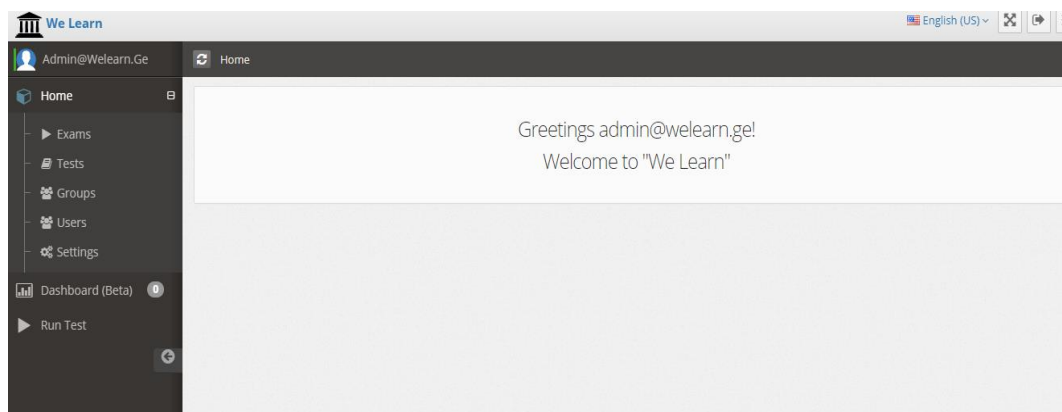 We Learn
English (US)
Admin@Welearn.Ge
Home
Home
Exams
Tests
Groups
Users
Settings
Dashboard (Beta) 0
Run Test
Greetings admin@welearn.ge!
Welcome to "We Learn"